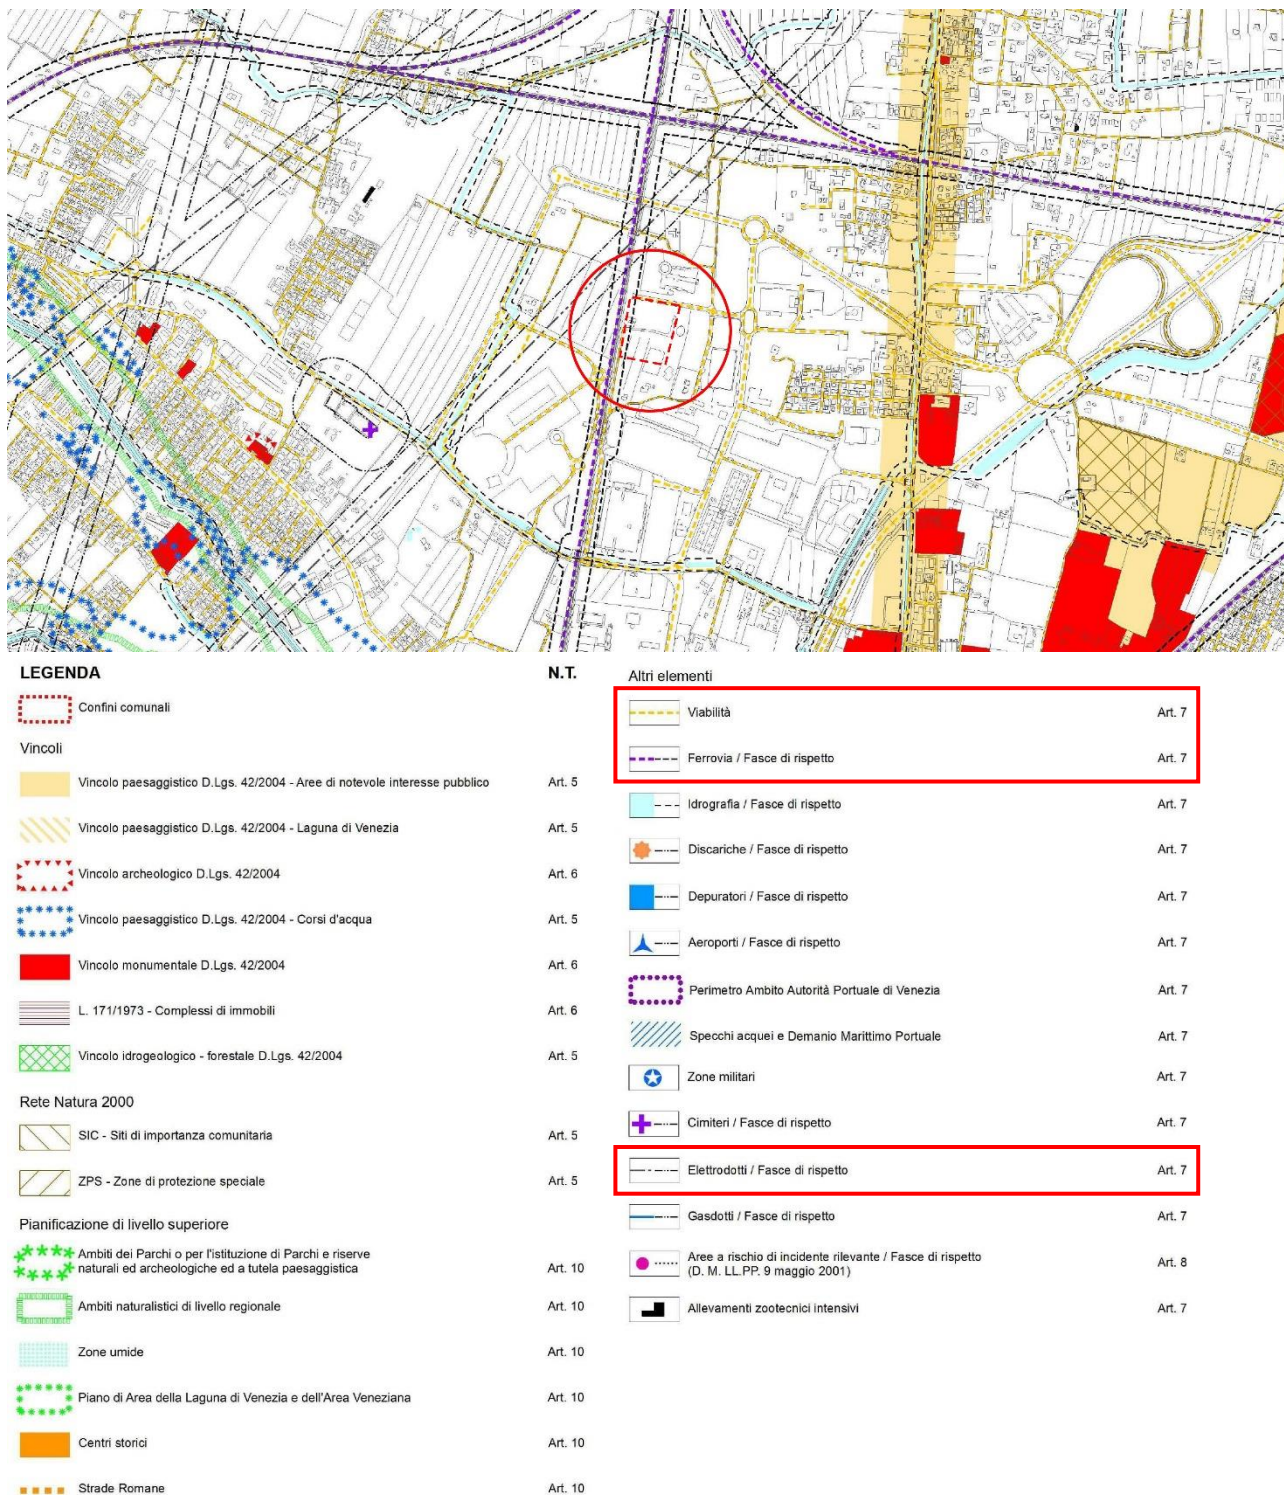 LEGENDA
N.T.
Confini comunali
Vincoli
Vincolo paesaggistico D.Lgs. 42/2004 - Aree di notevole interesse pubblico Art. 5
Vincolo paesaggistico D.Lgs. 42/2004 - Laguna di Venezia Art. 5
Vincolo archeologico D.Lgs. 42/2004 Art. 6
Vincolo paesaggistico D.Lgs. 42/2004 - Corsi d'acqua Art. 5
Vincolo monumentale D.Lgs. 42/2004 Art. 6
L. 171/1973 - Complessi di immobili Art. 6
Vincolo idrogeologico - forestale D.Lgs. 42/2004 Art. 5
Rete Natura 2000
SIC - Siti di importanza comunitaria Art. 5
ZPS - Zone di protezione speciale Art. 5
Pianificazione di livello superiore
Ambiti dei Parchi o per l'istituzione di Parchi e riserve
naturali ed archeologiche ed a tutela paesaggistica Art. 10
Ambiti naturalistici di livello regionale Art. 10
Zone umide Art. 10
Piano di Area della Laguna di Venezia e dell'Area Veneziana Art. 10
Centri storici Art. 10
Strade Romane Art. 10
Altri elementi
Viabilità Art. 7
Ferrovia / Fasce di rispetto Art. 7
Idrografia / Fasce di rispetto Art. 7
Discariche / Fasce di rispetto Art. 7
Depuratori / Fasce di rispetto Art. 7
Aeroporti / Fasce di rispetto Art. 7
Perimetro Ambito Autorità Portuale di Venezia Art. 7
Specchi acquei e Demanio Marittimo Portuale Art. 7
Zone militari Art. 7
Cimiteri / Fasce di rispetto Art. 7
Elettrodotti / Fasce di rispetto Art. 7
Gasdotti / Fasce di rispetto Art. 7
Aree a rischio di incidente rilevante / Fasce di rispetto Art. 8
(D. M. LL.PP. 9 maggio 2001)
Allevamenti zootecnici intensivi Art. 7